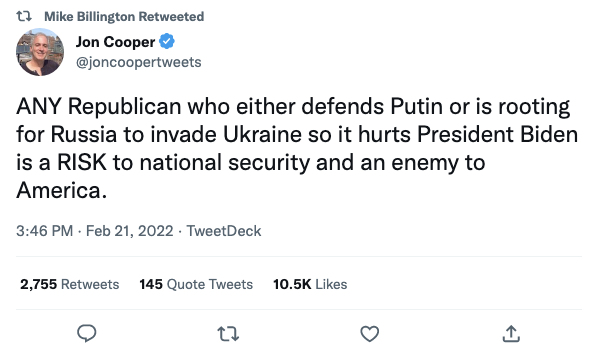 Mike Billington Retweeted
Jon Cooper
@joncoopertweets
ANY Republican who either defends Putin or is rooting
for Russia to invade Ukraine so it hurts President Biden
is a RISK to national security and an enemy to
America.
3:46 PM · Feb 21, 2022 · TweetDeck
2,755 Retweets 145 Quote Tweets 10.5K Likes